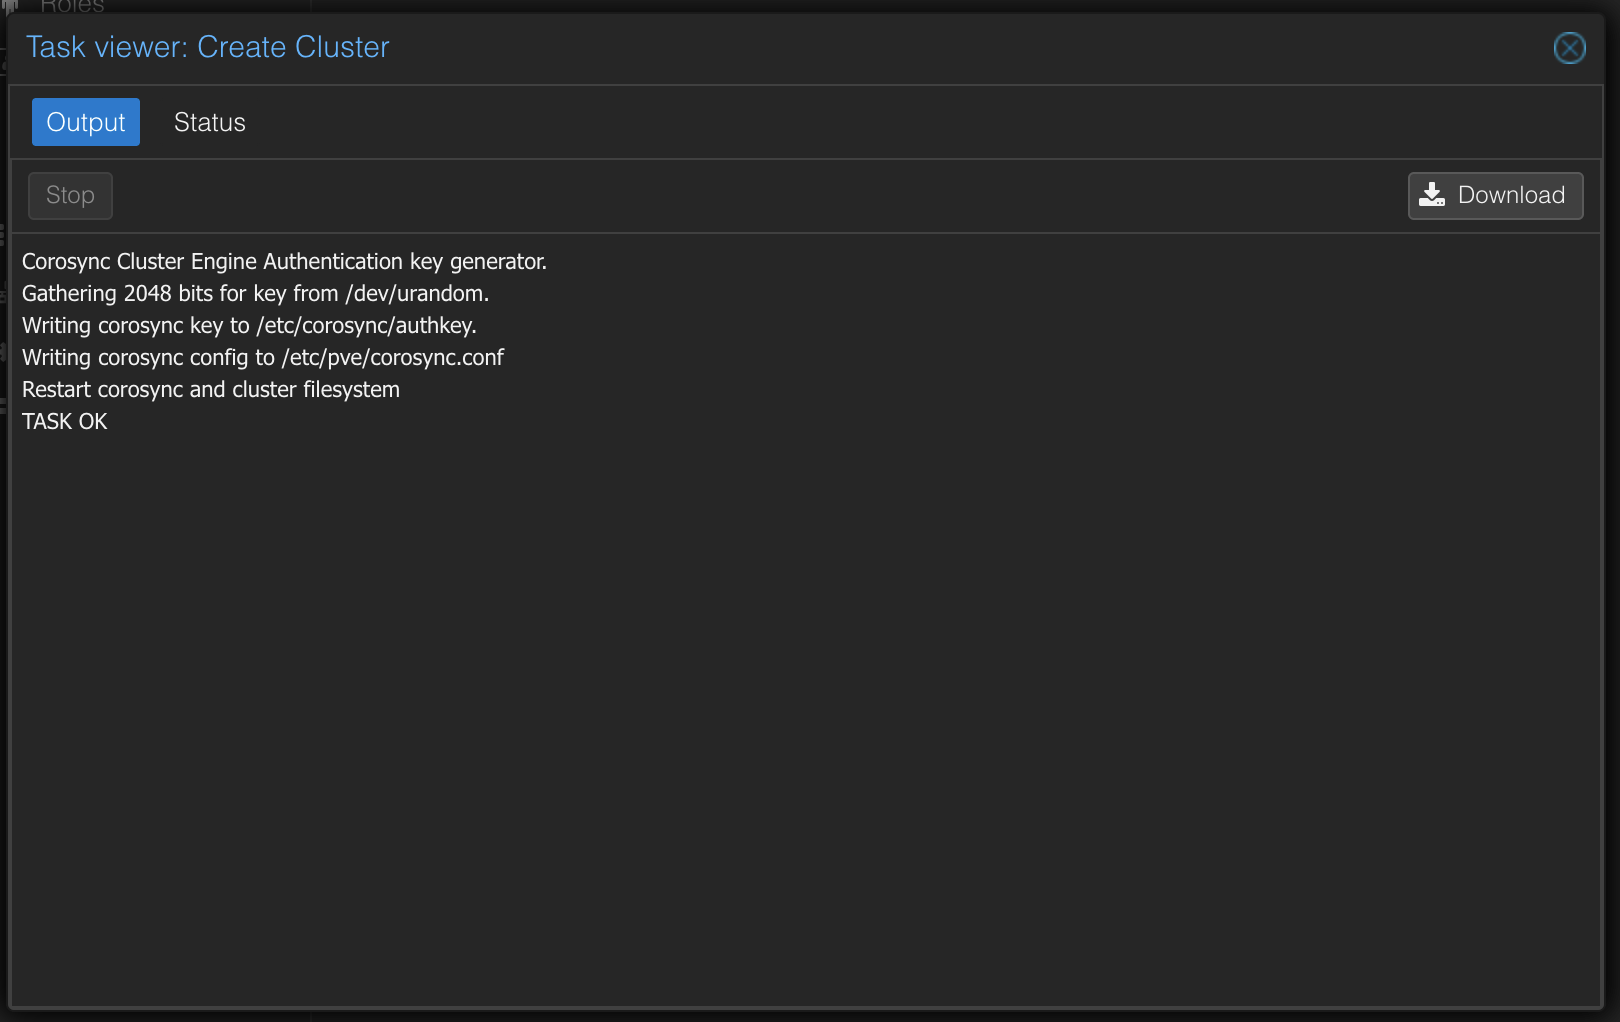 Roles
Task viewer: Create Cluster
Output Status
Stop Download
Corosync Cluster Engine Authentication key generator.
Gathering 2048 bits for key from /dev/urandom.
Writing corosync key to /etc/corosync/authkey.
Writing corosync config to /etc/pve/corosync.conf
Restart corosync and cluster filesystem
TASK OK